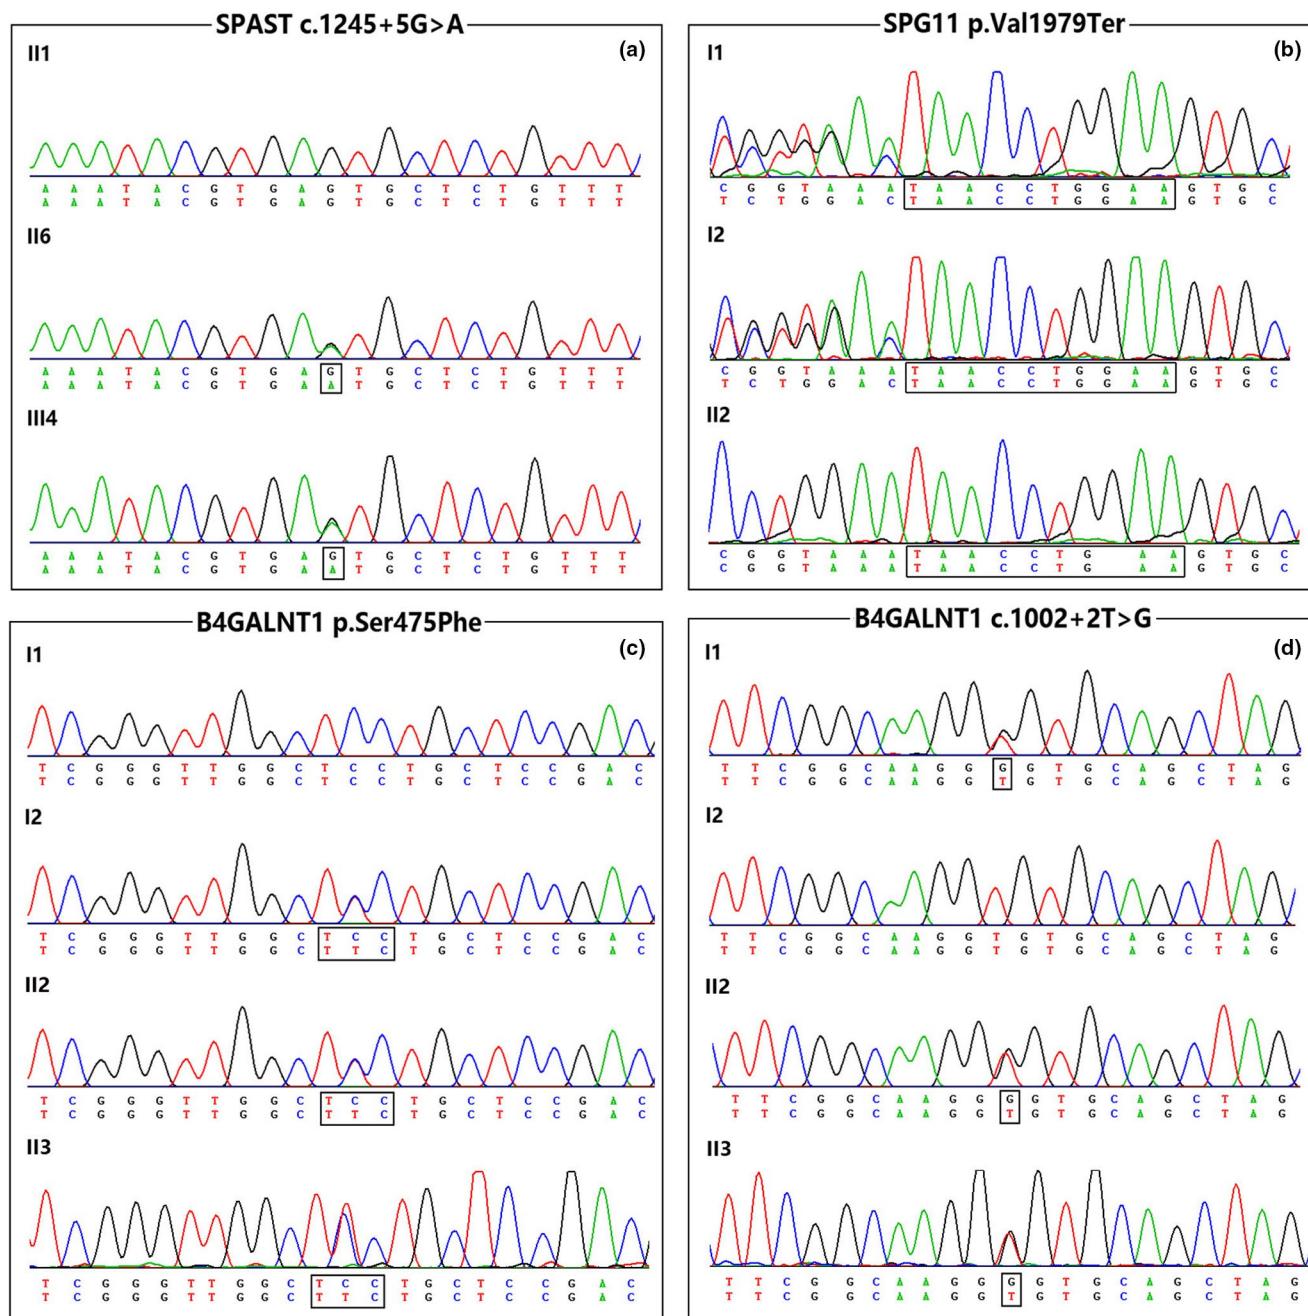 SPAST c.1245+5G>A
(a)
II1
A A A T A C G T G A G T G C T C T G T T T
A A A T A C G T G A G T G C T C T G T T T
II6
A A A T A C G T G A G T G C T C T G T T T
A A A T A C G T G A A T G C T C T G T T T
III4
A A A T A C G T G A G T G C T C T G T T T
A A A T A C G T G A A T G C T C T G T T T
SPG11 p.Val1979Ter
(b)
I1
C G G T A A A T A A C C T G G A A G T G C
T C T G G A C T A A C C T G G A A G T G C
I2
C G G T A A A T A A C C T G G A A G T G C
T C T G G A C T A A C C T G G A A G T G C
II2
C G G T A A A T A A C C T G A A G T G C
C G G T A A A T A A C C T G A A G T G C
B4GALNT1 p.Ser475Phe
(c)
I1
T C G G G T T G G C T C C T G C T C C G A C
T C G G G T T G G C T C C T G C T C C G A C
I2
T C G G G T T G G C T C C T G C T C C G A C
T C G G G T T G G C T T C T G C T C C G A C
II2
T C G G G T T G G C T C C T G C T C C G A C
T C G G G T T G G C T T C T G C T C C G A C
II3
T C G G G T T G G C T C C T G C T C C G A C
T C G G G T T G G C T T C T G C T C C G A C
B4GALNT1 c.1002+2T>G
(d)
I1
T T C G G C A A G G G G T G C A G C T A G
T T C G G C A A G G T G T G C A G C T A G
I2
T T C G G C A A G G T G T G C A G C T A G
T T C G G C A A G G T G T G C A G C T A G
II2
T T C G G C A A G G G G T G C A G C T A G
T T C G G C A A G G T G T G C A G C T A G
II3
T T C G G C A A G G G G T G C A G C T A G
T T C G G C A A G G T G T G C A G C T A G